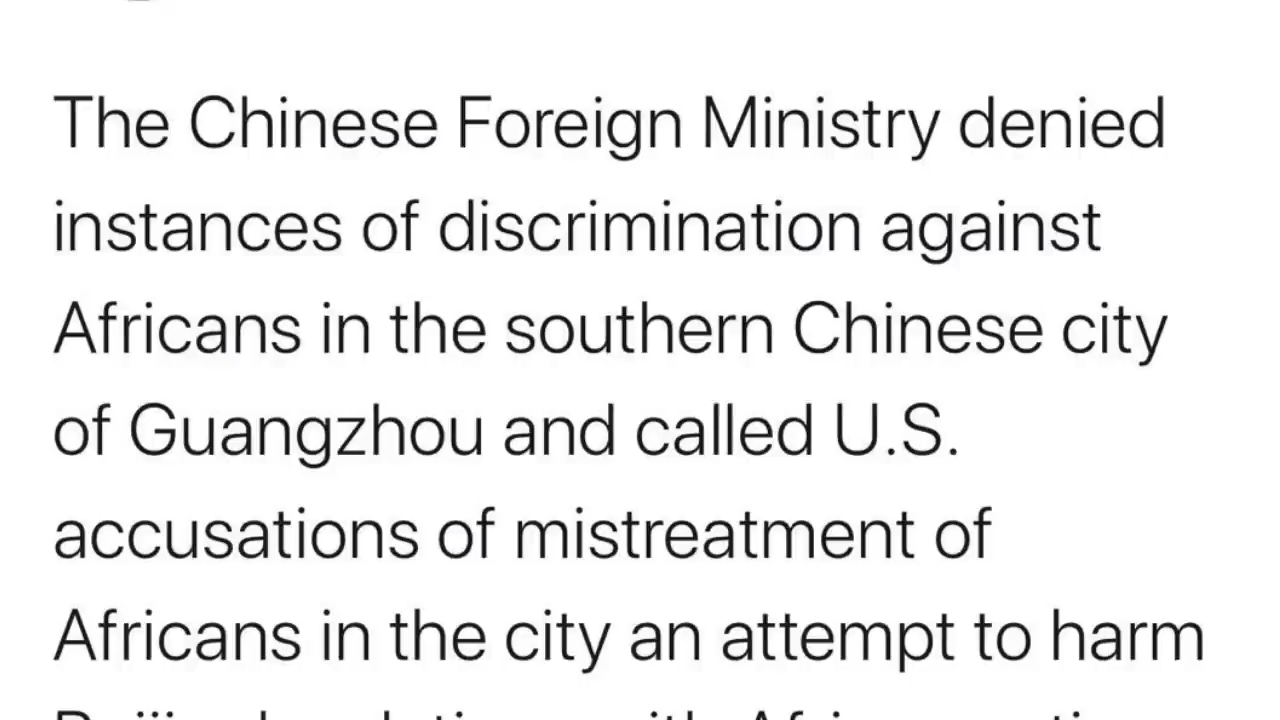 The Chinese Foreign Ministry denied
instances of discrimination against
Africans in the southern Chinese city
of Guangzhou and called U.S.
accusations of mistreatment of
Africans in the city an attempt to harm